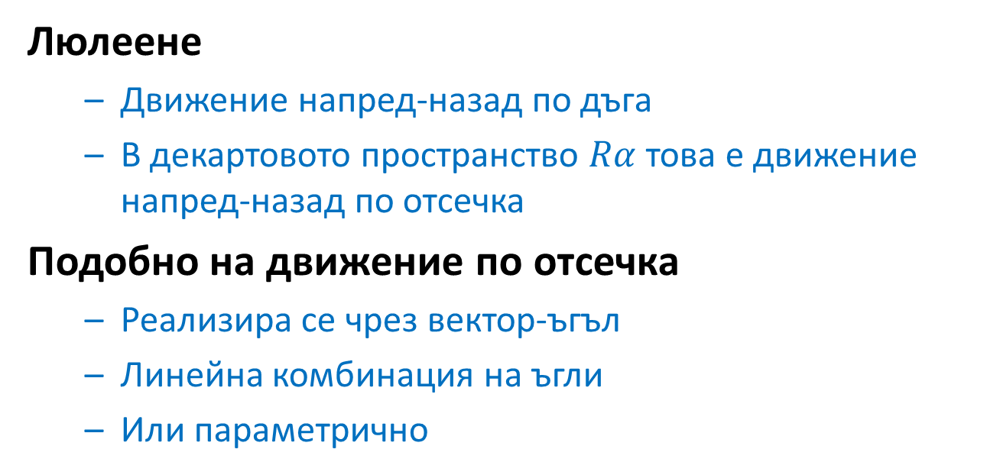 Люлеене
– Движение напред-назад по дъга
– В декартовото пространство Rα това е движение
напред-назад по отсечка
Подобно на движение по отсечка
– Реализира се чрез вектор-ъгъл
– Линейна комбинация на ъгли
– Или параметрично